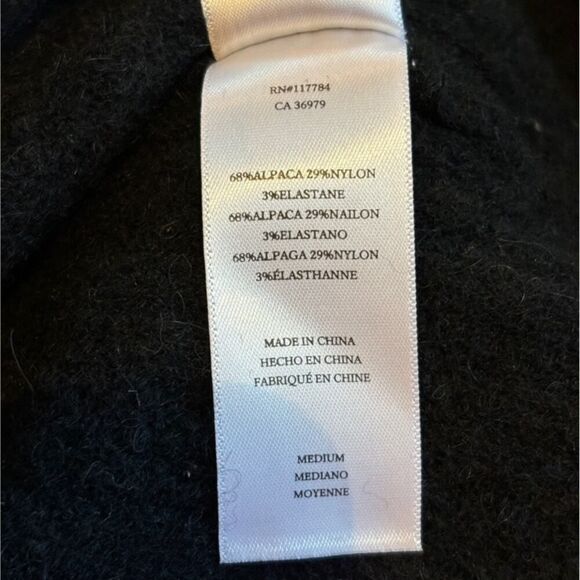 RN#117784
CA 36979
68%ALPACA 29%NYLON
3%ELASTANE
68%ALPACA 29%NAILON
3%ELASTANO
68%ALPAGA 29%NYLON
3%ÉLASTHANNE
MADE IN CHINA
HECHO EN CHINA
FABRIQUÉ EN CHINE
MEDIUM
MEDIANO
MOYENNE